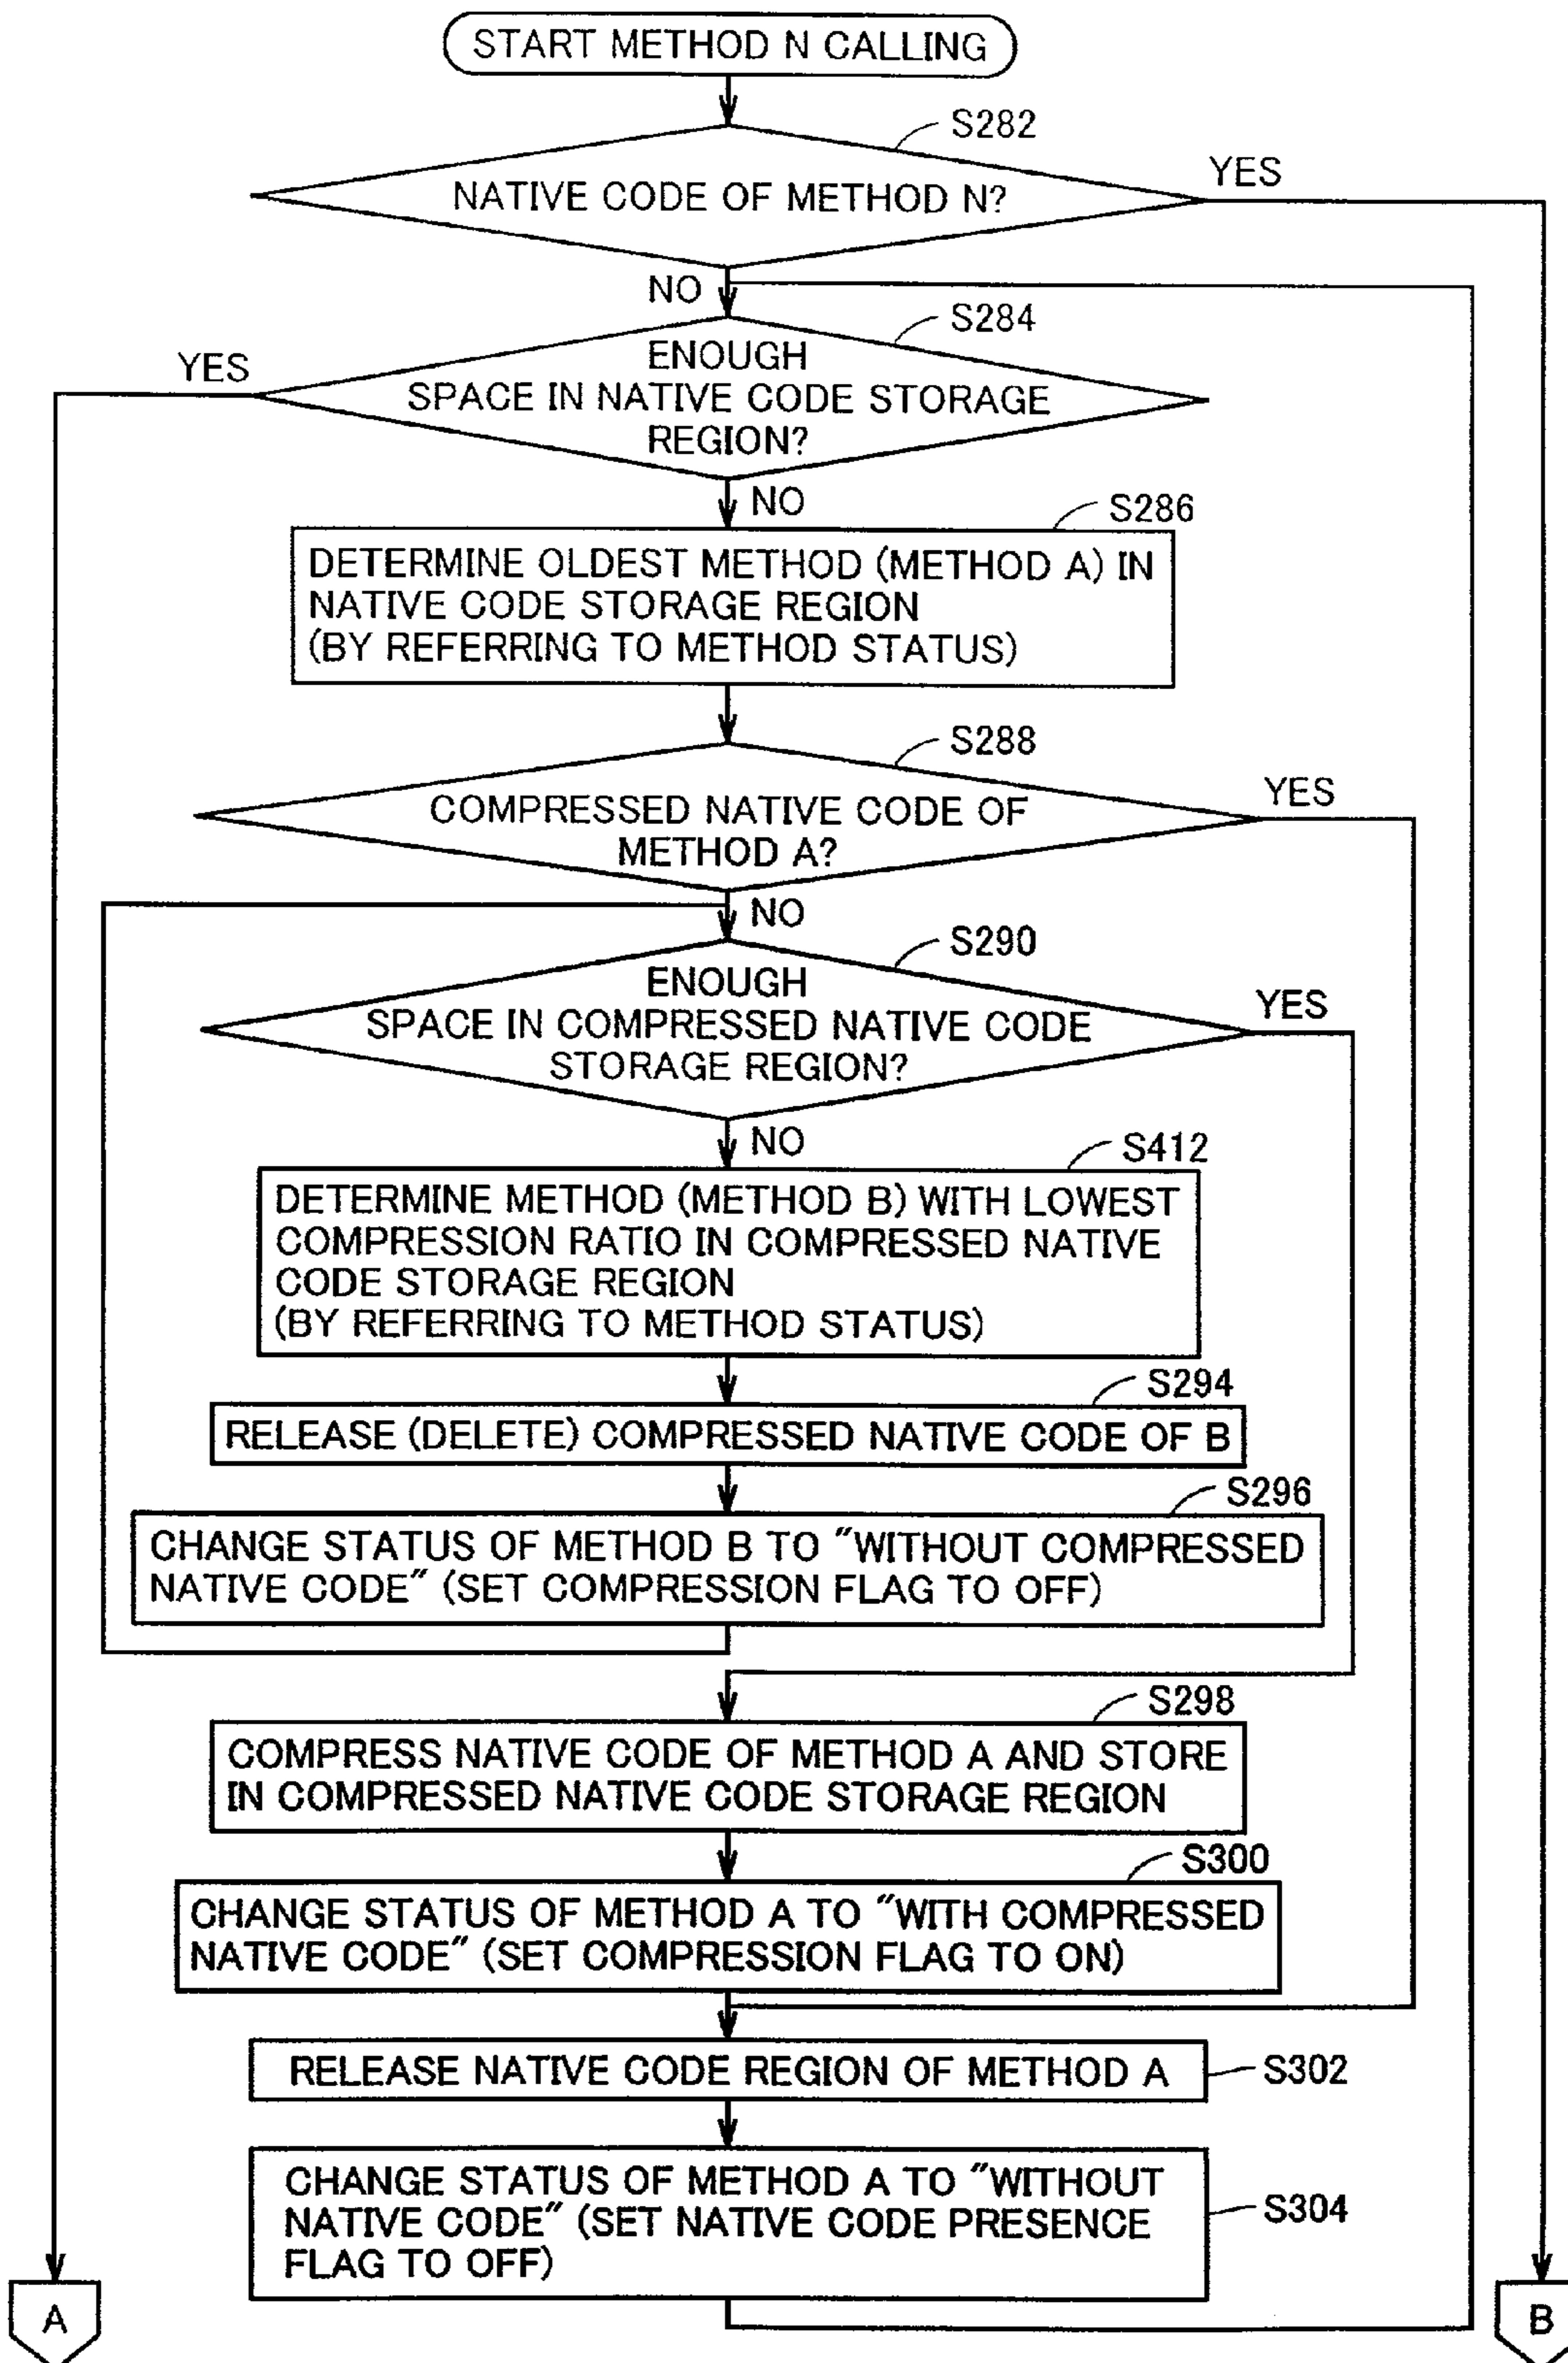 START METHOD N CALLING
S282
NATIVE CODE OF METHOD N?
YES
NO
S284
YES
ENOUGH
SPACE IN NATIVE CODE STORAGE
REGION?
NO
S286
DETERMINE OLDEST METHOD (METHOD A) IN
NATIVE CODE STORAGE REGION
(BY REFERRING TO METHOD STATUS)
S288
COMPRESSED NATIVE CODE OF
METHOD A?
YES
NO
S290
ENOUGH
SPACE IN COMPRESSED NATIVE CODE
STORAGE REGION?
YES
NO
S412
DETERMINE METHOD (METHOD B) WITH LOWEST
COMPRESSION RATIO IN COMPRESSED NATIVE
CODE STORAGE REGION
(BY REFERRING TO METHOD STATUS)
S294
RELEASE (DELETE) COMPRESSED NATIVE CODE OF B
S296
CHANGE STATUS OF METHOD B TO "WITHOUT COMPRESSED
NATIVE CODE" (SET COMPRESSION FLAG TO OFF)
S298
COMPRESS NATIVE CODE OF METHOD A AND STORE
IN COMPRESSED NATIVE CODE STORAGE REGION
S300
CHANGE STATUS OF METHOD A TO "WITH COMPRESSED
NATIVE CODE" (SET COMPRESSION FLAG TO ON)
RELEASE NATIVE CODE REGION OF METHOD A
S302
CHANGE STATUS OF METHOD A TO "WITHOUT
NATIVE CODE" (SET NATIVE CODE PRESENCE
FLAG TO OFF)
S304
A
B